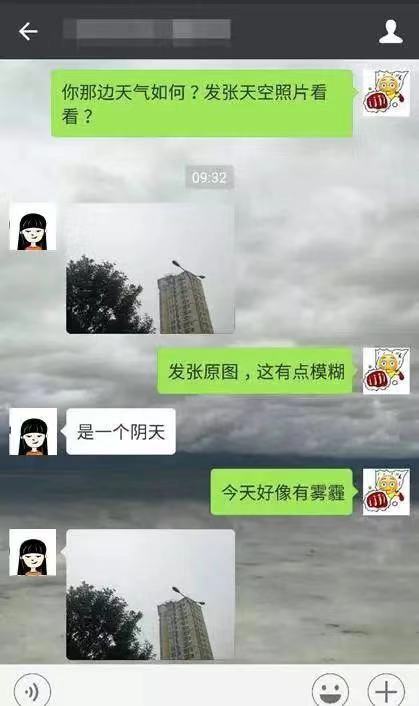 你那边天气如何？发张天空照片看
看？
09:32
发张原图，这有点模糊
是一个阴天
今天好像有雾霾